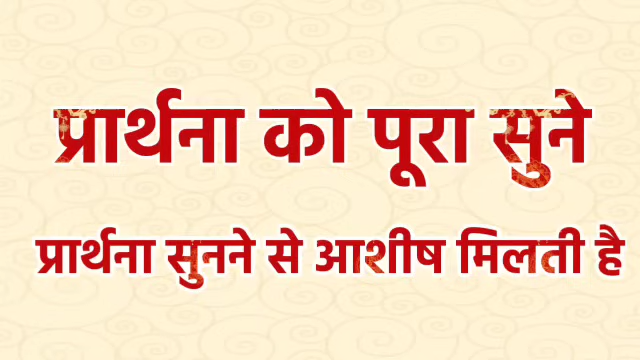 प्रार्थना को पूरा सुने
प्रार्थना सुनने से आशीष मिलती है